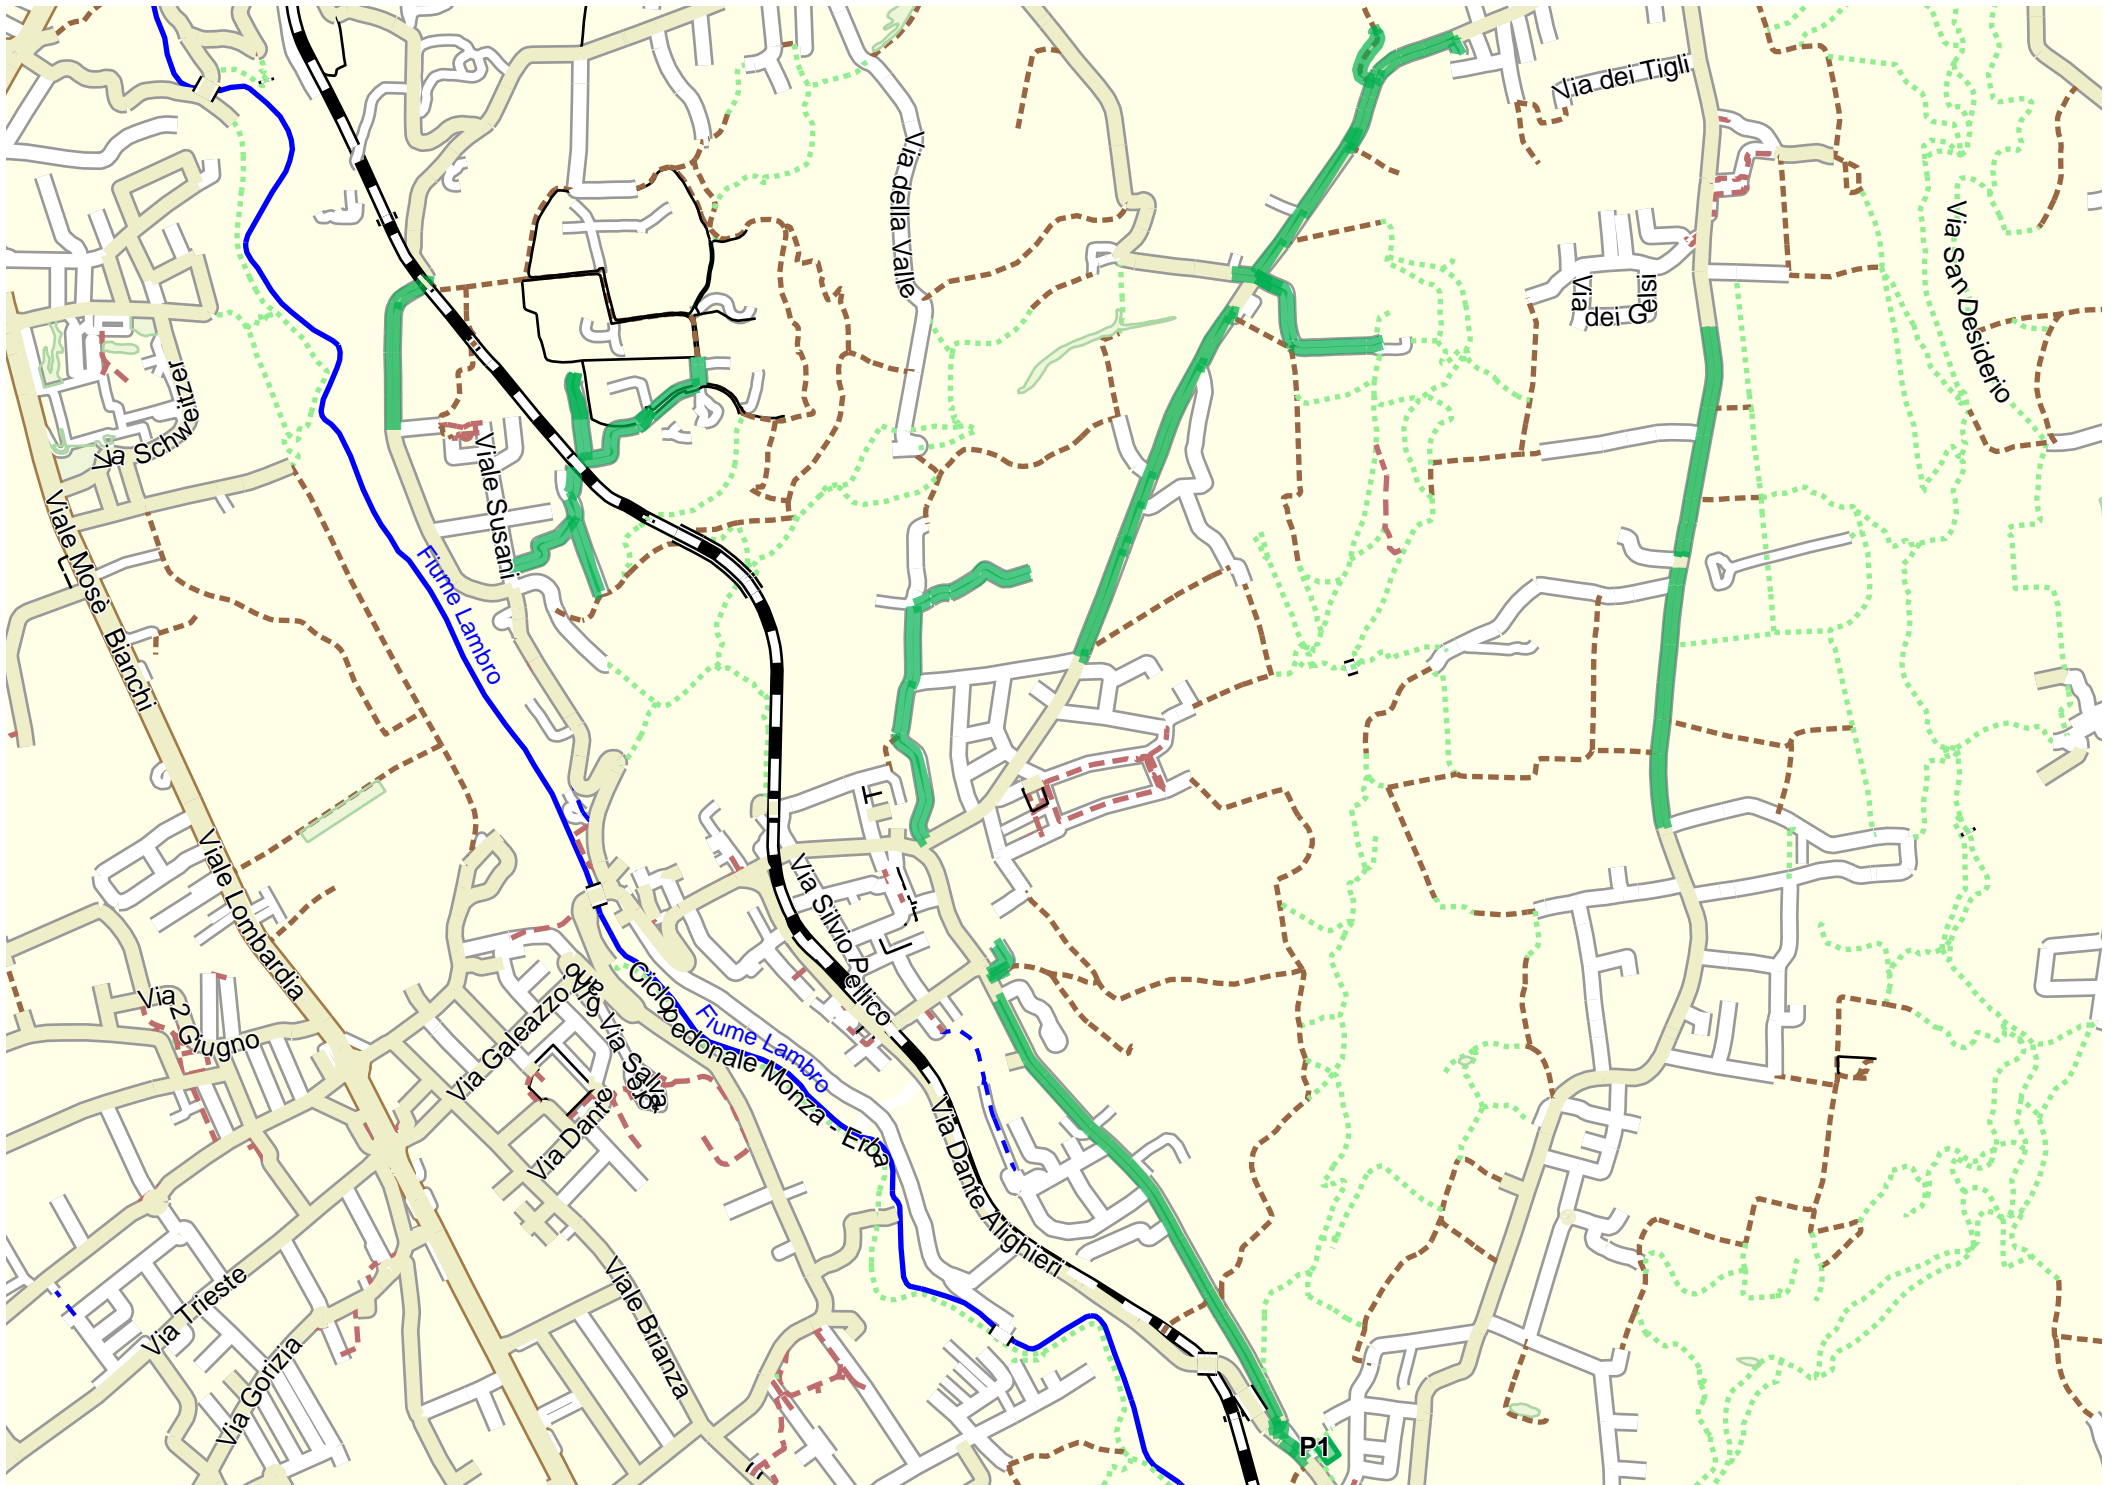 Via dei Tigli
Via della Valle
Via San Desiderio
Via dei Gelsi
Via Schweitzer
Viale Susani
Viale Mosè Bianchi
Fiume Lambro
Viale Lombardia
Via Silvio Pellico
Via 2 Giugno
Via Galeazzo
Via Salvatore
Ciclopedonale Monza - Erba
Fiume Lambro
Via Dante
Via Dante Alighieri
Via Trieste
Via Gorizia
Viale Brianza
P1